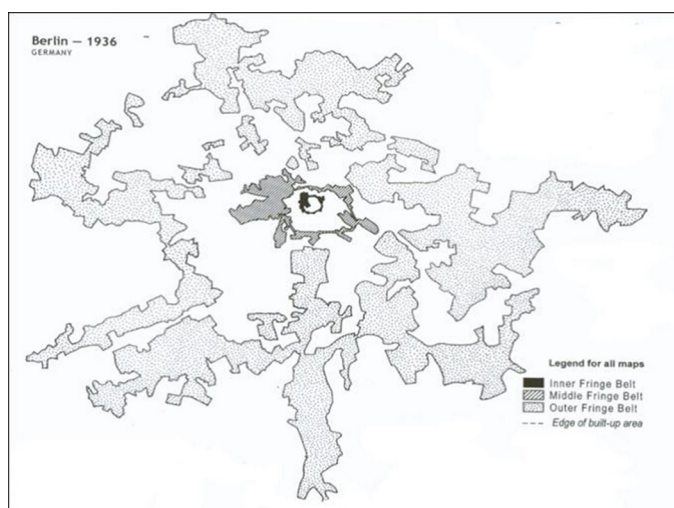 Berlin — 1936
GERMANY
Legend for all maps
Inner Fringe Belt
Middle Fringe Belt
Outer Fringe Belt
Edge of built-up area